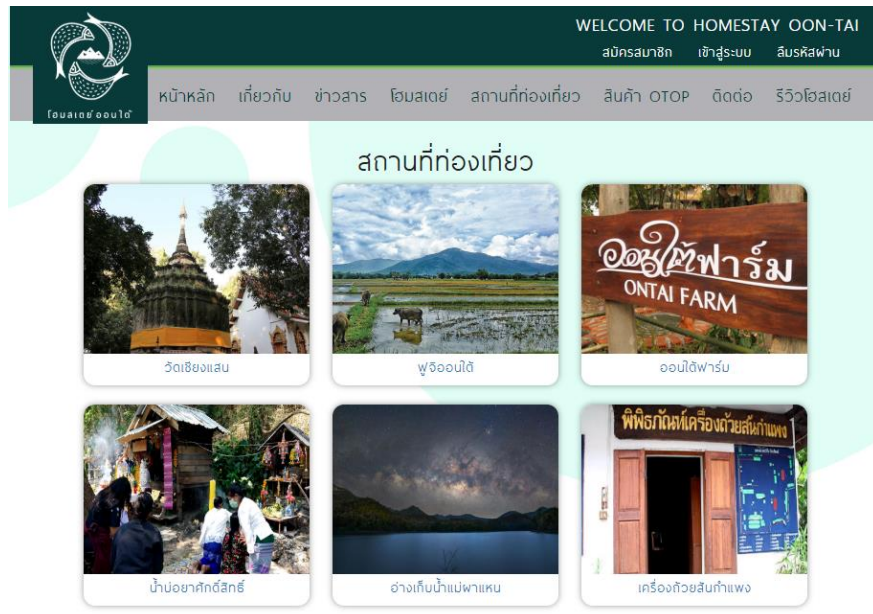 WELCOME TO HOMESTAY OON-TAI
สมัครสมาชิก เข้าสู่ระบบ ลืมรหัสผ่าน
โฮมสเตย์ออนใต้
หน้าหลัก เกี่ยวกับ ข่าวสาร โฮมสเตย์ สถานที่ท่องเที่ยว สินค้า OTOP ติดต่อ รีวิวโฮสเตย์
สถานที่ท่องเที่ยว
ออนใต้ฟาร์ม
ONTAI FARM
วัดเชียงแสน ฟูจิออนใต้ ออนใต้ฟาร์ม
พิพิธภัณฑ์เครื่องถ้วยสันกำแพง
น้ำบ่อยาศักดิ์สิทธิ์ อ่างเก็บน้ำแม่ผาแหน เครื่องถ้วยสันกำแพง